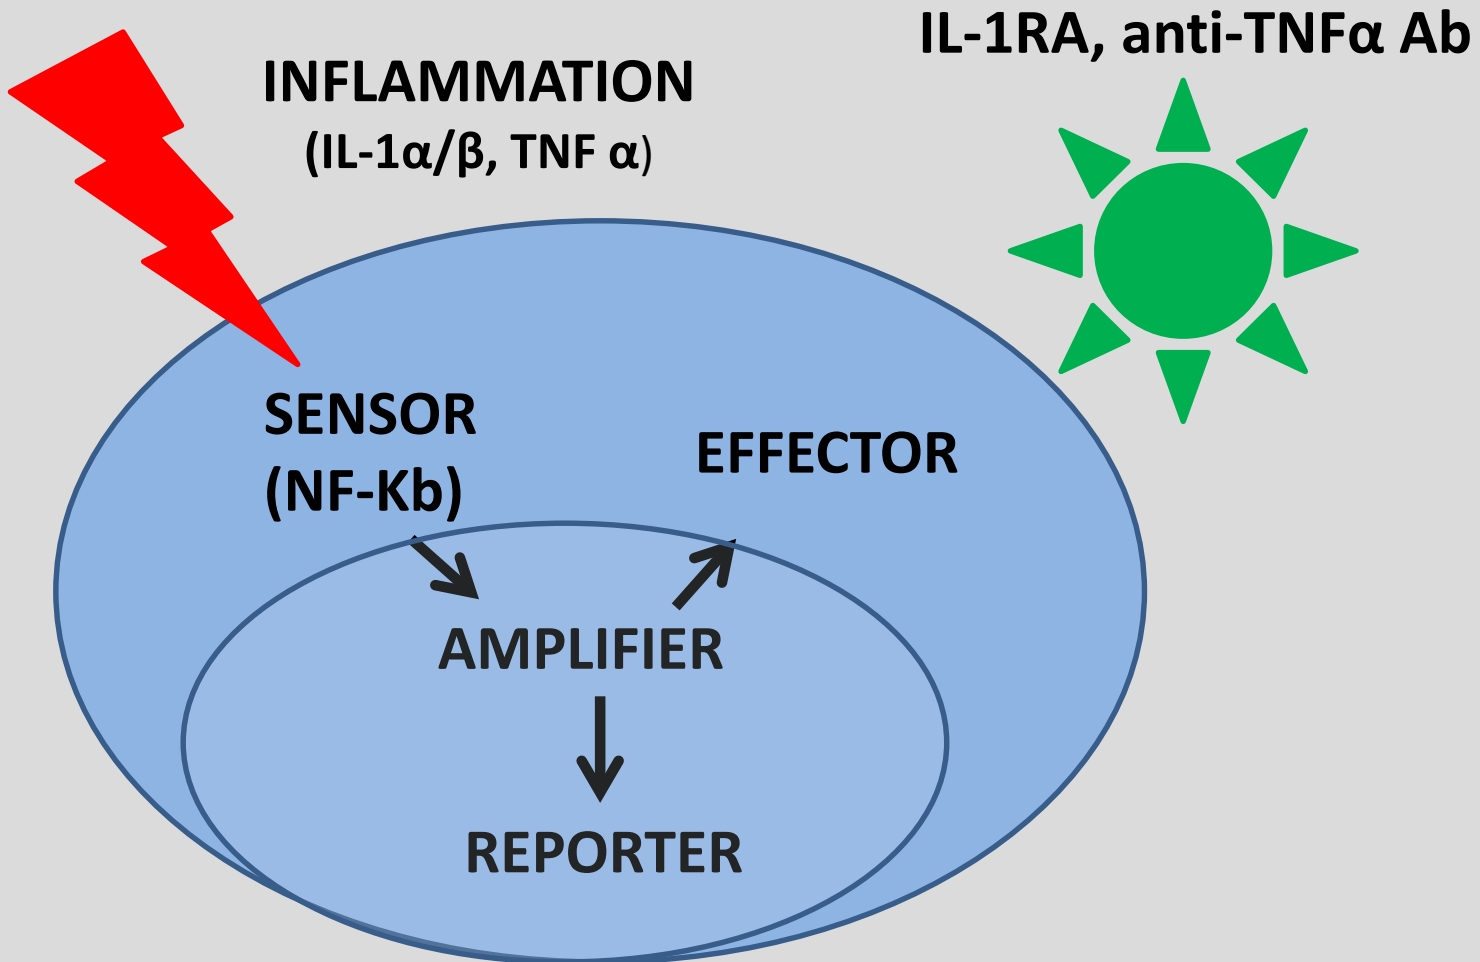 IL-1RA, anti-TNFα Ab
INFLAMMATION
(IL-1α/β, TNF α)
SENSOR
(NF-Kb)
EFFECTOR
AMPLIFIER
REPORTER